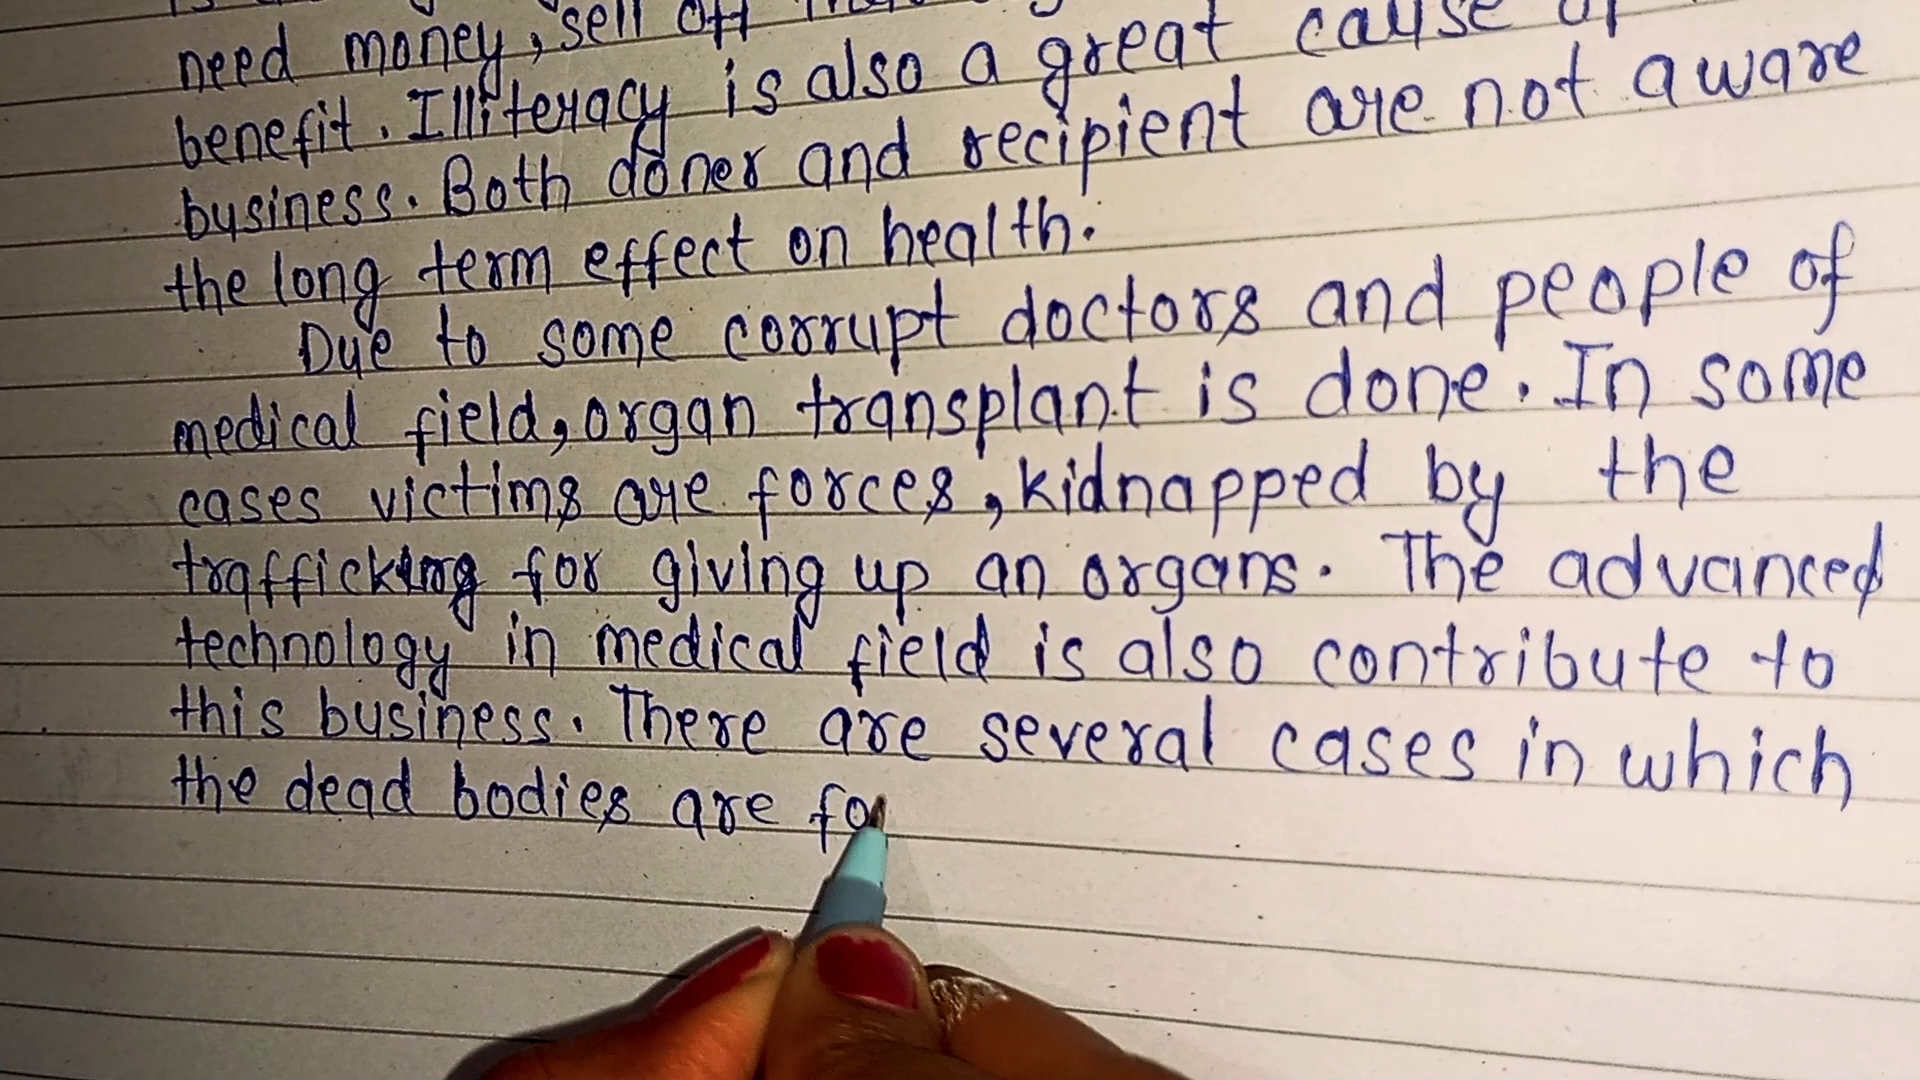 need money, sell off
benefit. Illiteracy is also a great cause of
business. Both doner and recipient are not aware
the long term effect on health.
Due to some corrupt doctors and people of
medical field, organ transplant is done. In some
cases victims are forces, kidnapped by the
trafficking for giving up an organs. The advanced
technology in medical field is also contribute to
this business. There are several cases in which
the dead bodies are fo